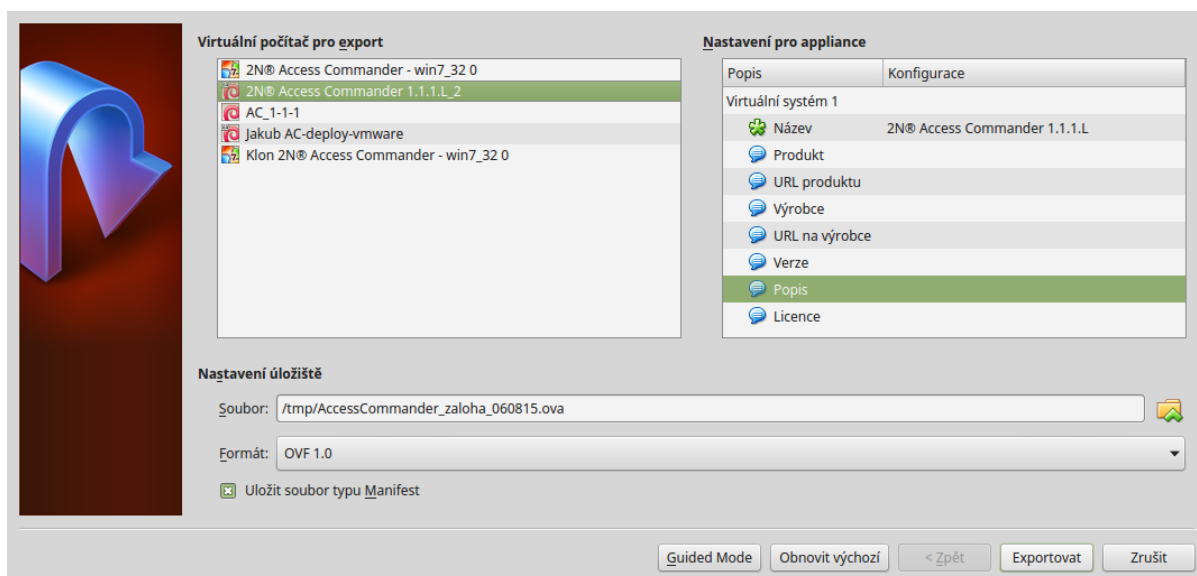 Virtuální počítač pro export
2N® Access Commander - win7_32 0
2N® Access Commander 1.1.1.L_2
AC_1-1-1
Jakub AC-deploy-vmware
Klon 2N® Access Commander - win7_32 0
Nastavení pro appliance
Popis Konfigurace
Virtuální systém 1
Název 2N® Access Commander 1.1.1.L
Produkt
URL produktu
Výrobce
URL na výrobce
Verze
Popis
Licence
Nastavení úložiště
Soubor: /tmp/AccessCommander_zaloha_060815.ova
Formát: OVF 1.0
Uložit soubor typu Manifest
Guided Mode Obnovit výchozí < Zpět Exportovat Zrušit